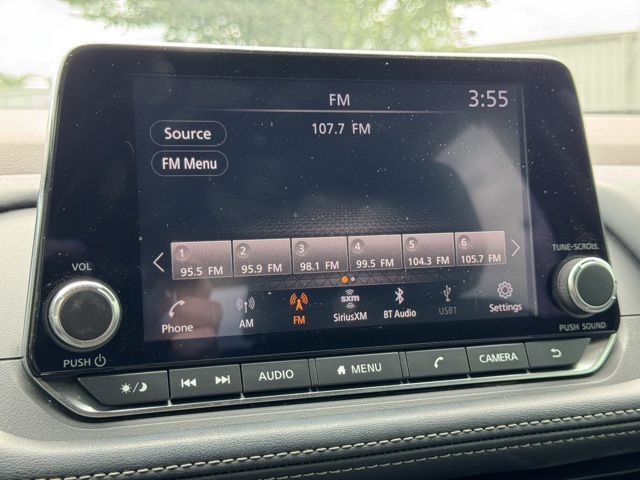 FM 3:55
107.7 FM
Source
FM Menu
1 2 3 4 5 6
95.5 FM 95.9 FM 98.1 FM 99.5 FM 104.3 FM 105.7 FM
Phone AM FM sxm SiriusXM BT Audio USB1 Settings
VOL
PUSH
TUNE·SCROLL
PUSH SOUND
AUDIO MENU CAMERA